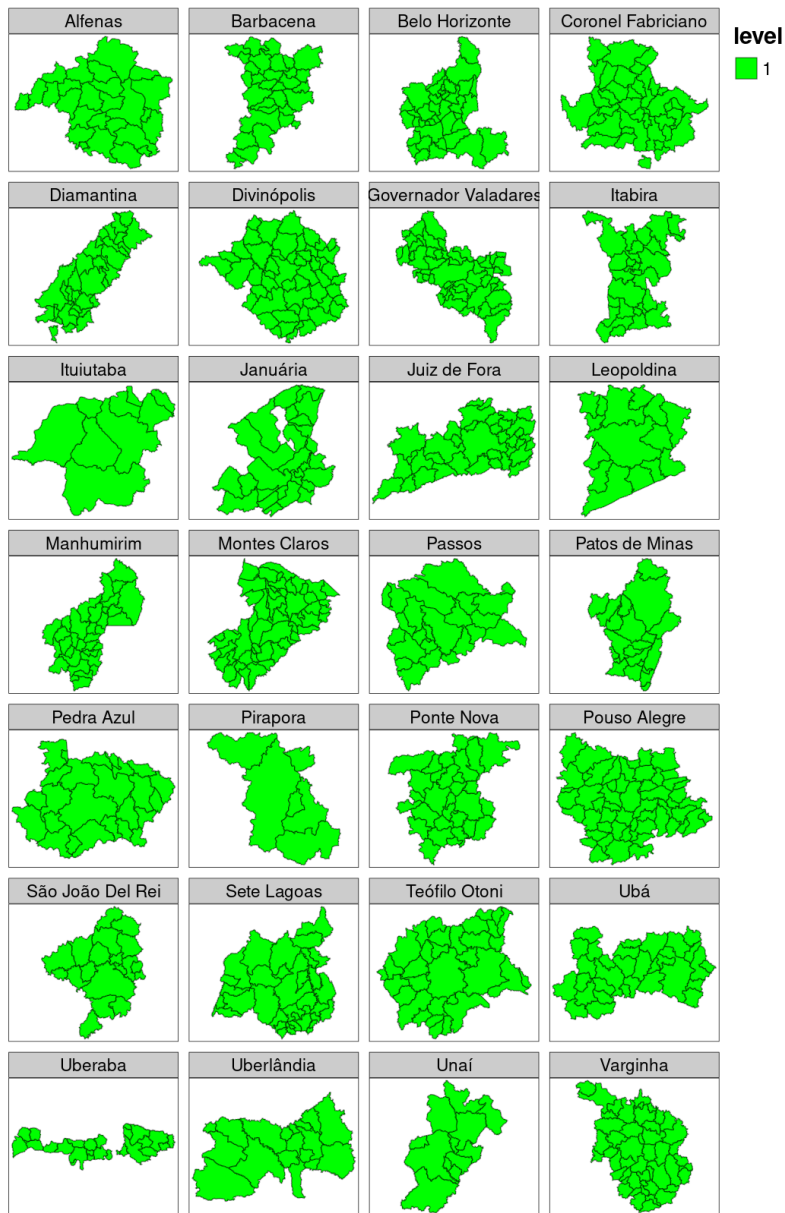 Alfenas
Barbacena
Belo Horizonte
Coronel Fabriciano
level
1
Diamantina
Divinópolis
Governador Valadares
Itabira
Ituiutaba
Januária
Juiz de Fora
Leopoldina
Manhumirim
Montes Claros
Passos
Patos de Minas
Pedra Azul
Pirapora
Ponte Nova
Pouso Alegre
São João Del Rei
Sete Lagoas
Teófilo Otoni
Ubá
Uberaba
Uberlândia
Unaí
Varginha